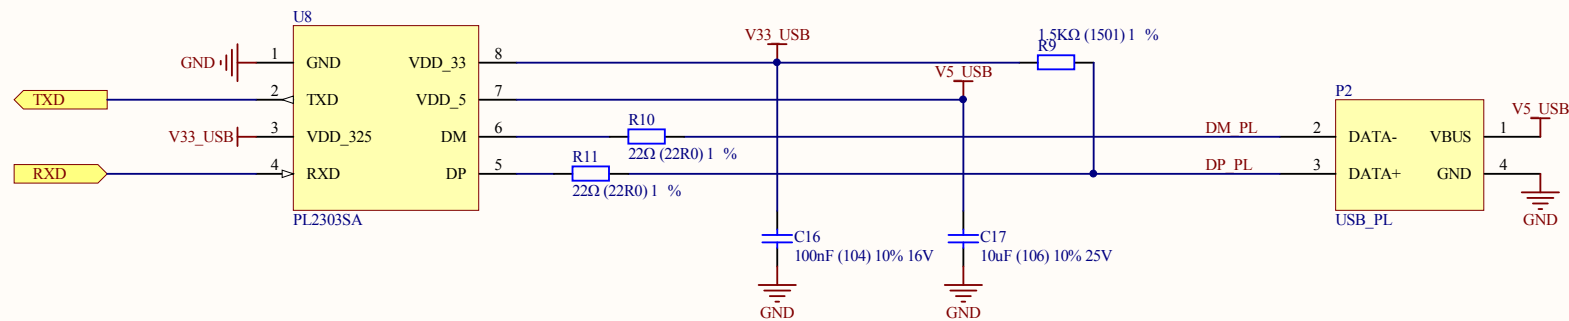 U8
1.5KΩ (1501) 1 %
R9
V33_USB
GND
1
GND
VDD_33
8
V5_USB
TXD
2
TXD
VDD_5
7
P2
V5_USB
V33_USB
3
VDD_325
DM
6
R10
22Ω (22R0) 1 %
DM_PL
2
DATA-
VBUS
1
RXD
4
RXD
DP
5
R11
22Ω (22R0) 1 %
DP_PL
3
DATA+
GND
4
PL2303SA
USB_PL
GND
C16
100nF (104) 10% 16V
C17
10uF (106) 10% 25V
GND
GND